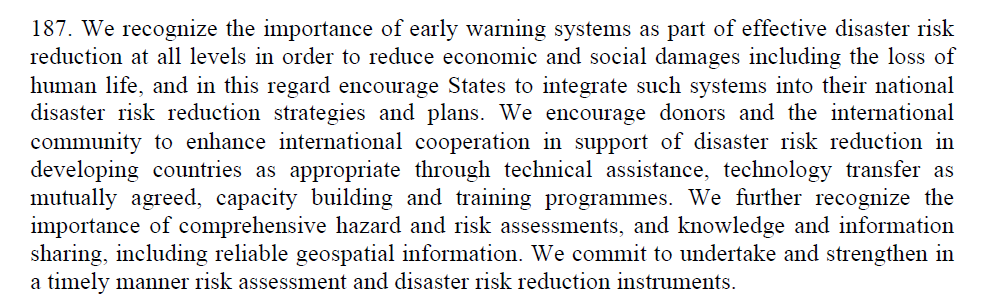 187. We recognize the importance of early warning systems as part of effective disaster risk
reduction at all levels in order to reduce economic and social damages including the loss of
human life, and in this regard encourage States to integrate such systems into their national
disaster risk reduction strategies and plans. We encourage donors and the international
community to enhance international cooperation in support of disaster risk reduction in
developing countries as appropriate through technical assistance, technology transfer as
mutually agreed, capacity building and training programmes. We further recognize the
importance of comprehensive hazard and risk assessments, and knowledge and information
sharing, including reliable geospatial information. We commit to undertake and strengthen in
a timely manner risk assessment and disaster risk reduction instruments.